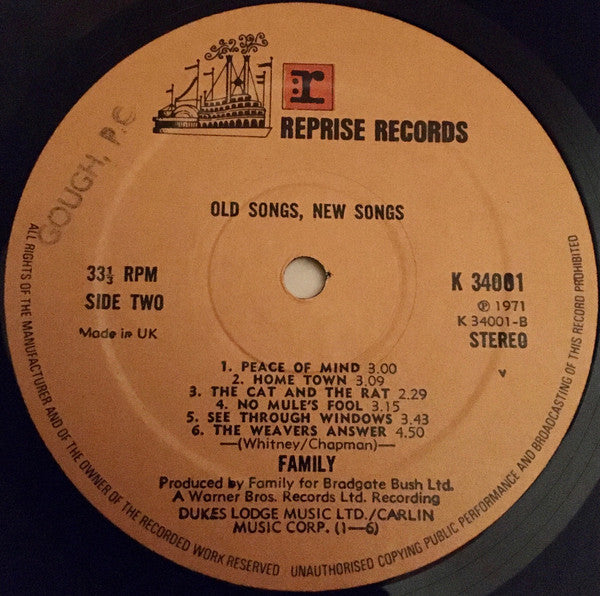 r
REPRISE RECORDS
GOUGH, P.C
OLD SONGS, NEW SONGS
33⅓ RPM
SIDE TWO
Made in UK
K 34001
℗ 1971
K 34001-B
STEREO
1. PEACE OF MIND 3.00
2. HOME TOWN 3.09
3. THE CAT AND THE RAT 2.29
4. NO MULE'S FOOL 3.15
5. SEE THROUGH WINDOWS 3.43
6. THE WEAVERS ANSWER 4.50
—(Whitney/Chapman)—
FAMILY
Produced by Family for Bradgate Bush Ltd.
A Warner Bros. Records Ltd. Recording
DUKES LODGE MUSIC LTD./CARLIN
MUSIC CORP. (1—6)
ALL RIGHTS OF THE MANUFACTURER AND OF THE OWNER OF THE RECORDED WORK RESERVED UNAUTHORISED COPYING PUBLIC PERFORMANCE AND BROADCASTING OF THIS RECORD PROHIBITED